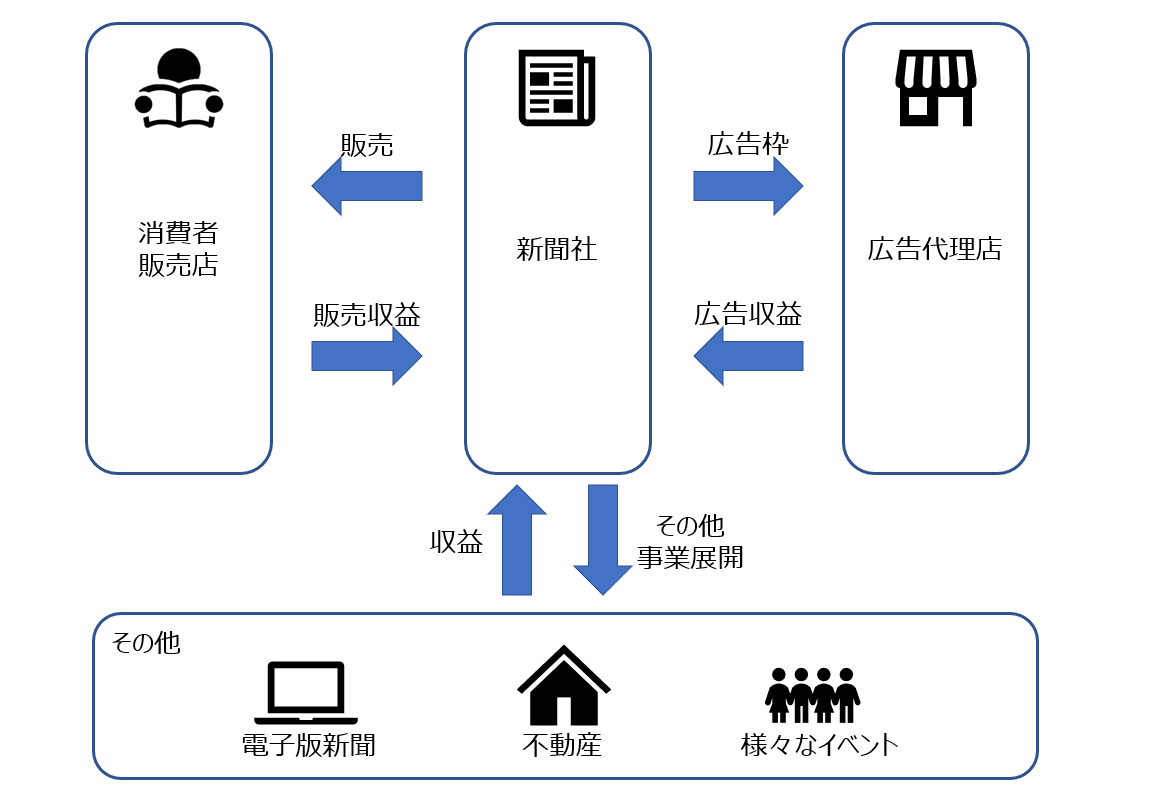 販売
広告枠
消費者
販売店
新聞社
広告代理店
販売収益
広告収益
収益
その他
事業展開
その他
電子版新聞
不動産
様々なイベント